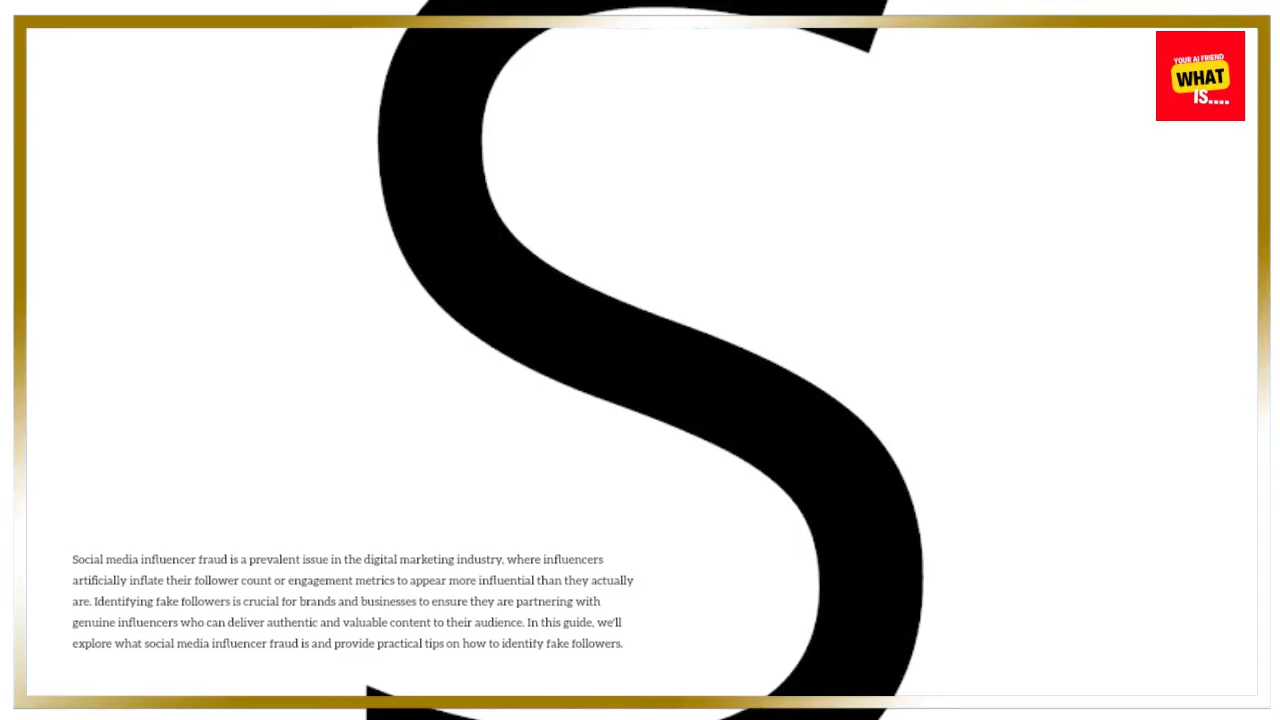 S
YOUR AI FRIEND
WHAT
IS....
Social media influencer fraud is a prevalent issue in the digital marketing industry, where influencers
artificially inflate their follower count or engagement metrics to appear more influential than they actually
are. Identifying fake followers is crucial for brands and businesses to ensure they are partnering with
genuine influencers who can deliver authentic and valuable content to their audience. In this guide, we'll
explore what social media influencer fraud is and provide practical tips on how to identify fake followers.